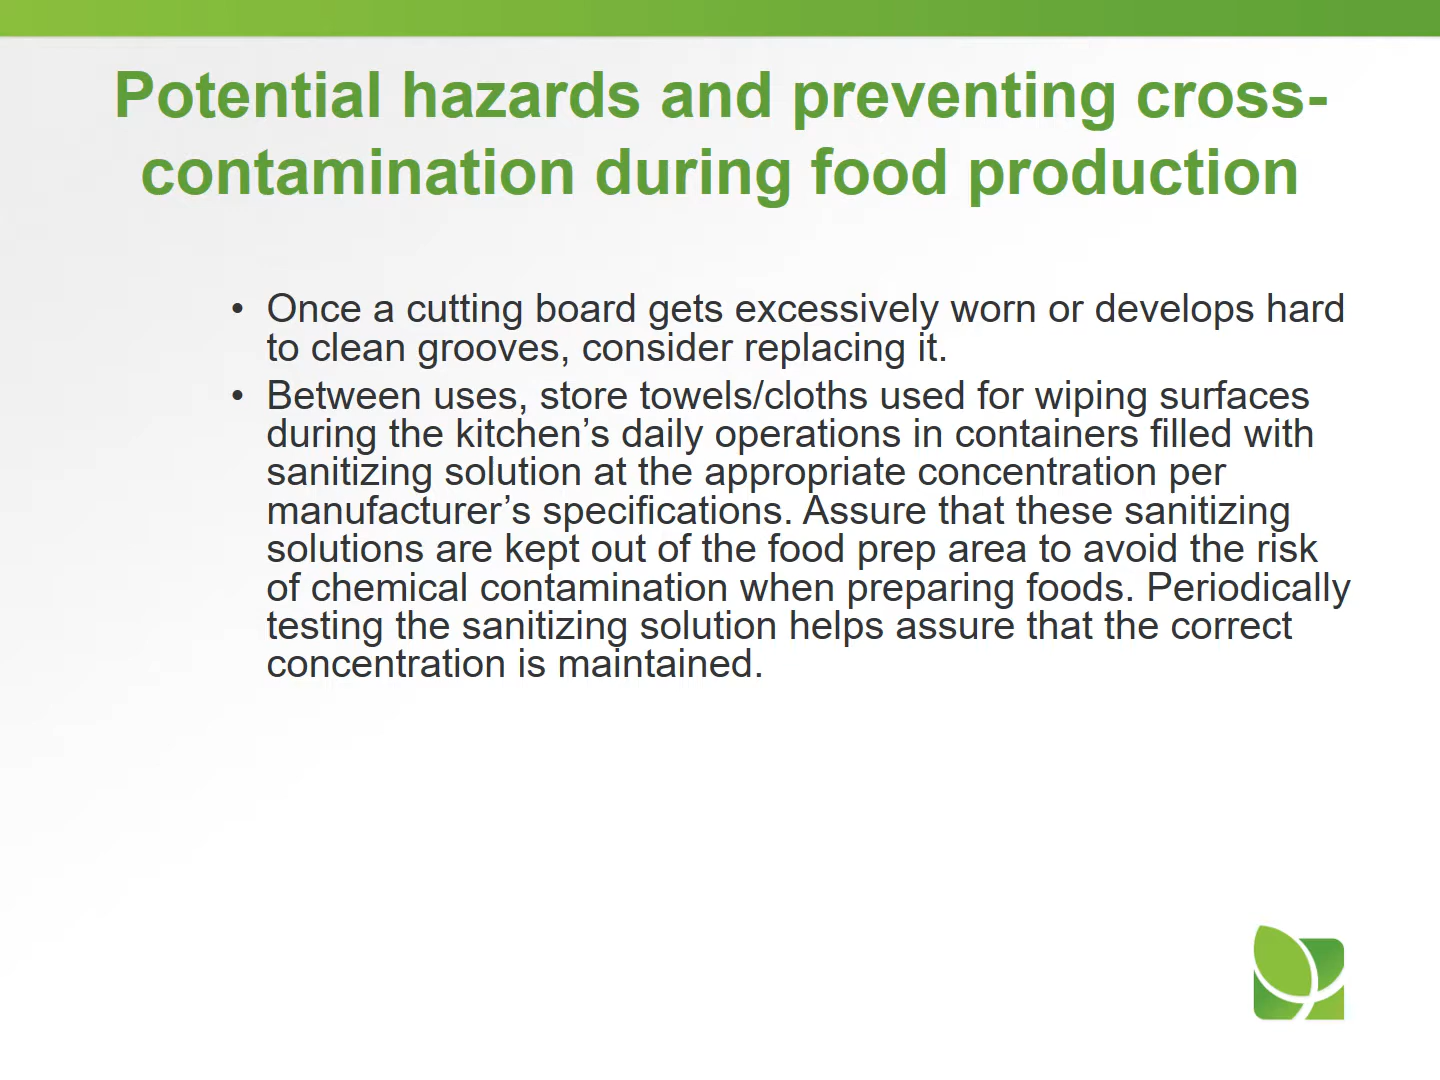 Potential hazards and preventing cross-
contamination during food production
• Once a cutting board gets excessively worn or develops hard
to clean grooves, consider replacing it.
• Between uses, store towels/cloths used for wiping surfaces
during the kitchen’s daily operations in containers filled with
sanitizing solution at the appropriate concentration per
manufacturer’s specifications. Assure that these sanitizing
solutions are kept out of the food prep area to avoid the risk
of chemical contamination when preparing foods. Periodically
testing the sanitizing solution helps assure that the correct
concentration is maintained.